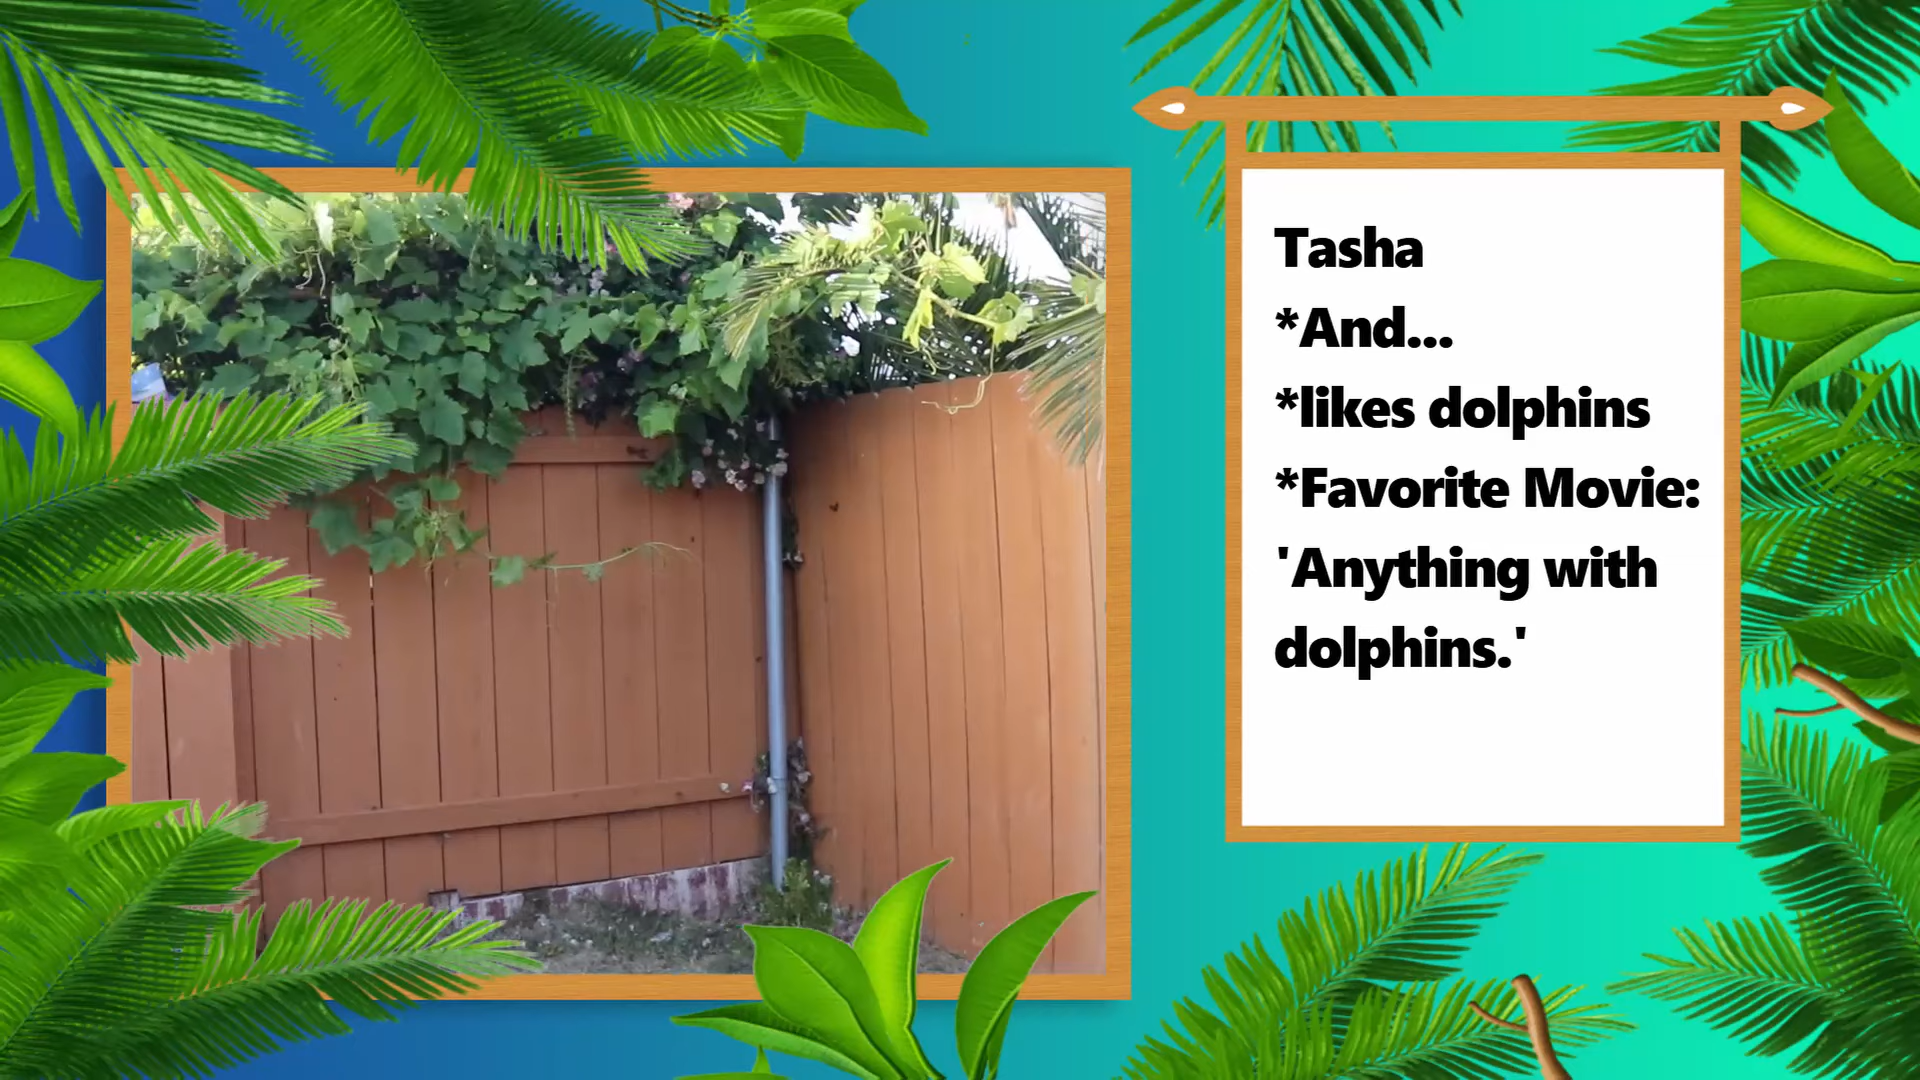 Tasha
*And...
*likes dolphins
*Favorite Movie:
'Anything with
dolphins.'